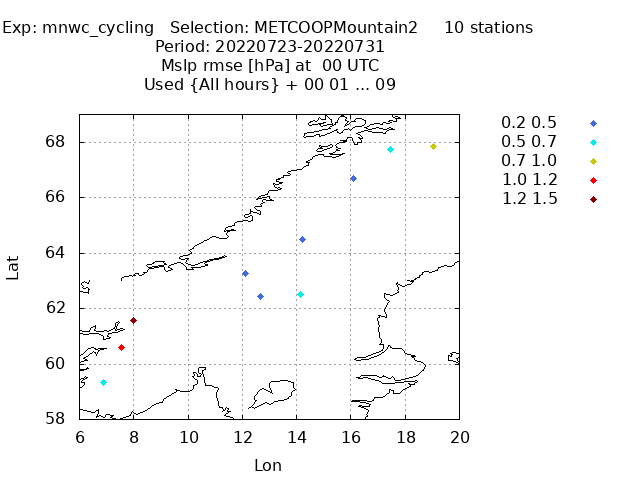 Exp: mnwc_cycling   Selection: METCOOPMountain2     10 stations
Period: 20220723-20220731
Mslp rmse [hPa] at  00 UTC
Used {All hours} + 00 01 ... 09
0.2 0.5
0.5 0.7
0.7 1.0
1.0 1.2
1.2 1.5
68
66
64
62
60
58
Lat
6 8 10 12 14 16 18 20
Lon